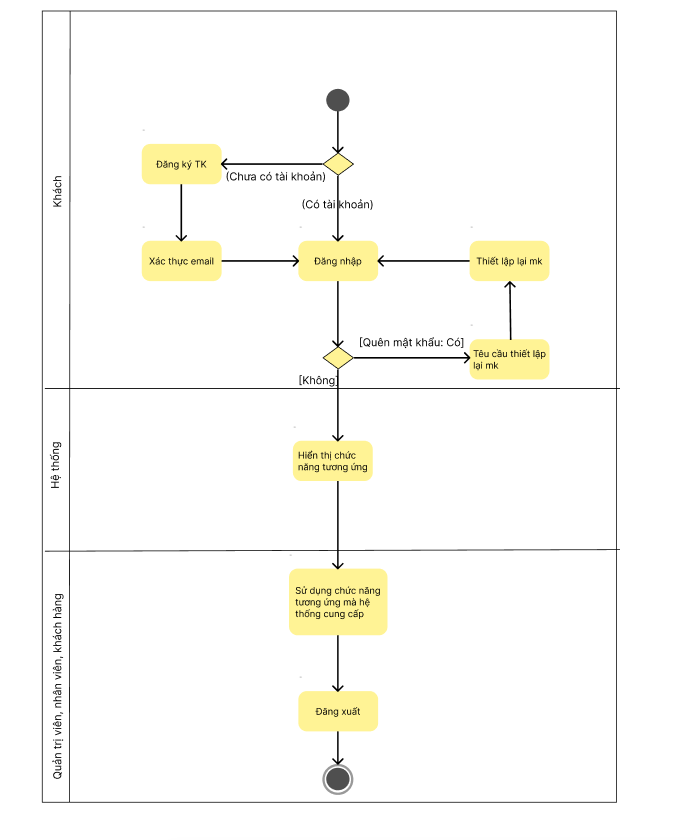 Khách
Đăng ký TK
(Chưa có tài khoản)
(Có tài khoản)
Xác thực email
Đăng nhập
Thiết lập lại mk
[Quên mật khẩu: Có]
Têu cầu thiết lập
lại mk
[Không]
Hệ thống
Hiển thị chức
năng tương ứng
Quản trị viên, nhân viên, khách hàng
Sử dụng chức năng
tương ứng mà hệ
thống cung cấp
Đăng xuất